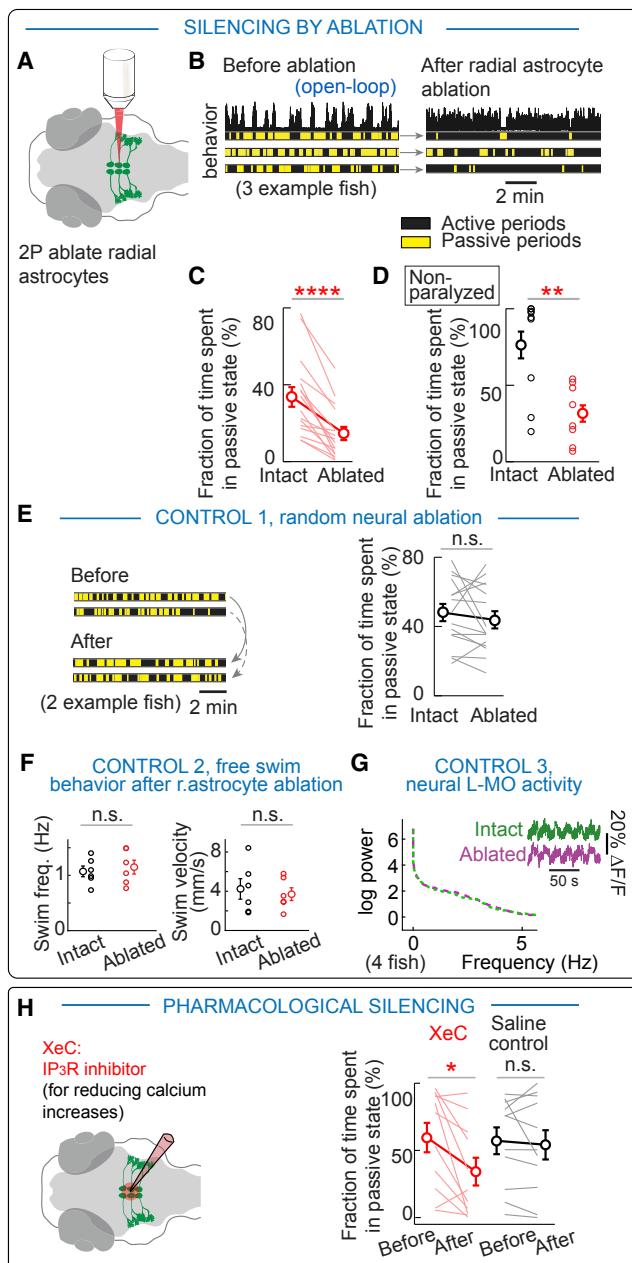 SILENCING BY ABLATION
A
2P ablate radial
astrocytes
B
Before ablation
(open-loop)
After radial astrocyte
ablation
behavior
(3 example fish)
2 min
Active periods
Passive periods
C
****
Fraction of time spent
in passive state (%)
80
40
0
Intact
Ablated
D
Non-
paralyzed
**
Fraction of time spent
in passive state (%)
100
50
0
Intact
Ablated
E
CONTROL 1, random neural ablation
Before
After
(2 example fish)
2 min
n.s.
Fraction of time spent
in passive state (%)
80
40
0
Intact
Ablated
F
CONTROL 2, free swim
behavior after r.astrocyte ablation
n.s.
Swim freq. (Hz)
1
0
Intact
Ablated
n.s.
Swim velocity
(mm/s)
8
4
0
Intact
Ablated
G
CONTROL 3,
neural L-MO activity
Intact
Ablated
20% ΔF/F
50 s
log power
6
4
2
0
0
5
(4 fish)
Frequency (Hz)
PHARMACOLOGICAL SILENCING
H
XeC:
IP3R inhibitor
(for reducing calcium
increases)
XeC
*
Saline
control
n.s.
Fraction of time spent
in passive state (%)
100
50
0
Before
After
Before
After